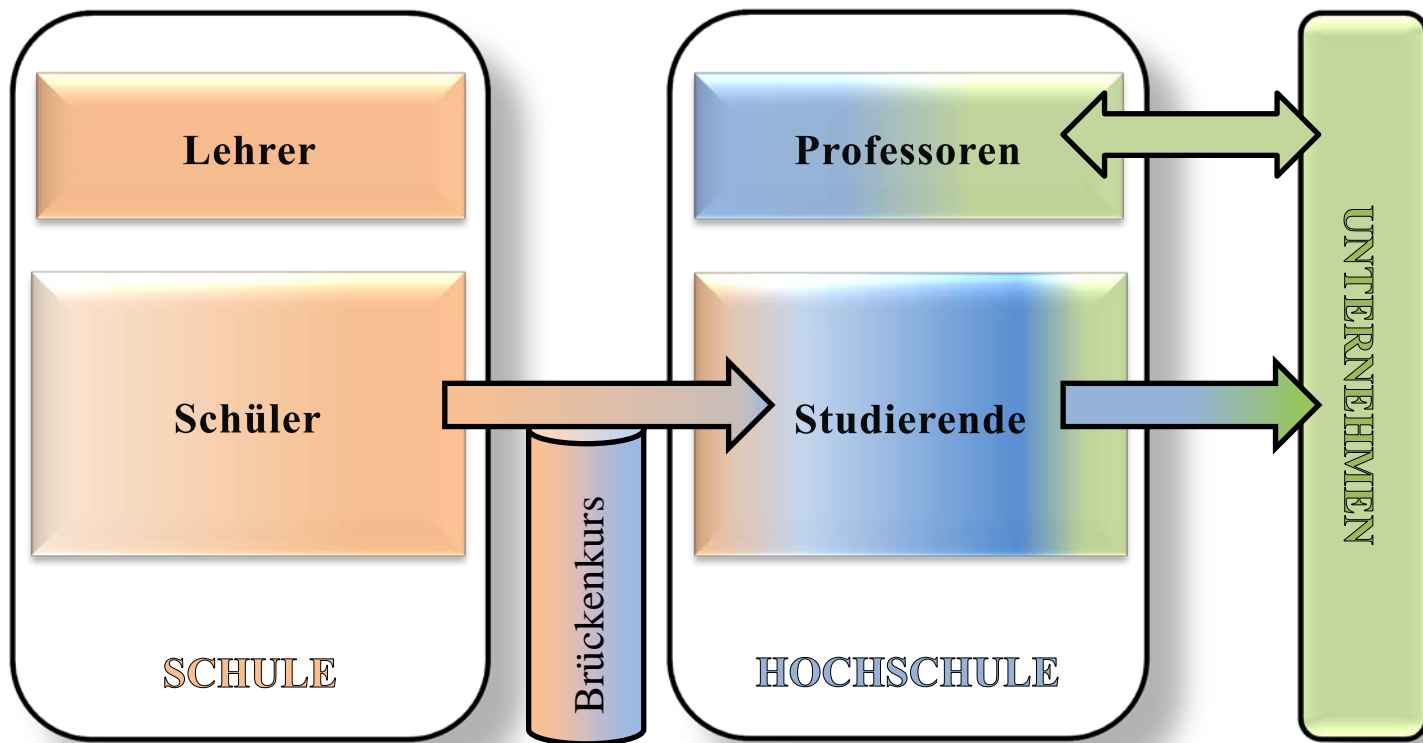 Lehrer
Schüler
SCHULE
Brückenkurs
Professoren
Studierende
HOCHSCHULE
UNTERNEHMEN